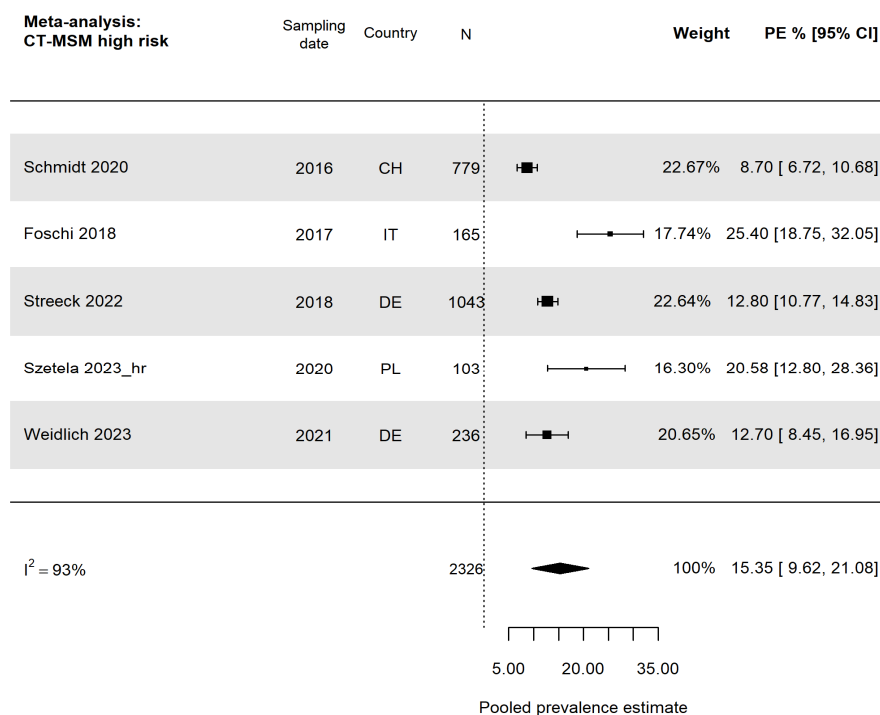 Meta-analysis:
CT-MSM high risk
Sampling
date
Country
N
Weight
PE % [95% CI]
Schmidt 2020 2016 CH 779 22.67% 8.70 [ 6.72, 10.68]
Foschi 2018 2017 IT 165 17.74% 25.40 [18.75, 32.05]
Streeck 2022 2018 DE 1043 22.64% 12.80 [10.77, 14.83]
Szetela 2023_hr 2020 PL 103 16.30% 20.58 [12.80, 28.36]
Weidlich 2023 2021 DE 236 20.65% 12.70 [ 8.45, 16.95]
I2 = 93% 2326 100% 15.35 [ 9.62, 21.08]
5.00 20.00 35.00
Pooled prevalence estimate